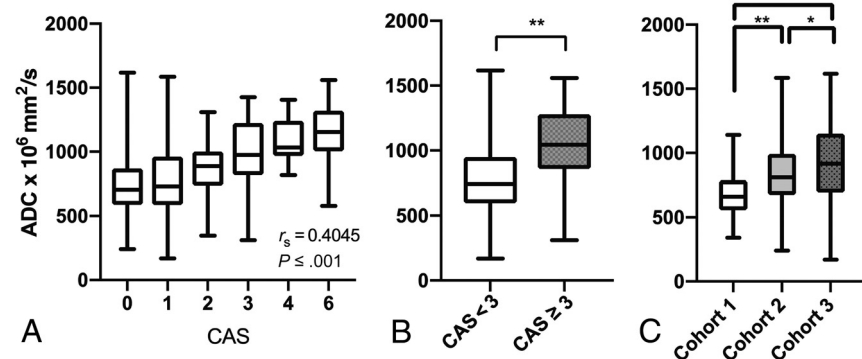 2000
1500
1000
500
0
ADC x 10⁶ mm²/s
0 1 2 3 4 6
CAS
rₛ = 0.4045
P ≤ .001
A
2000
1500
1000
500
0
**
CAS < 3
CAS ≥ 3
B
2000
1500
1000
500
0
**
*
Cohort 1
Cohort 2
Cohort 3
C